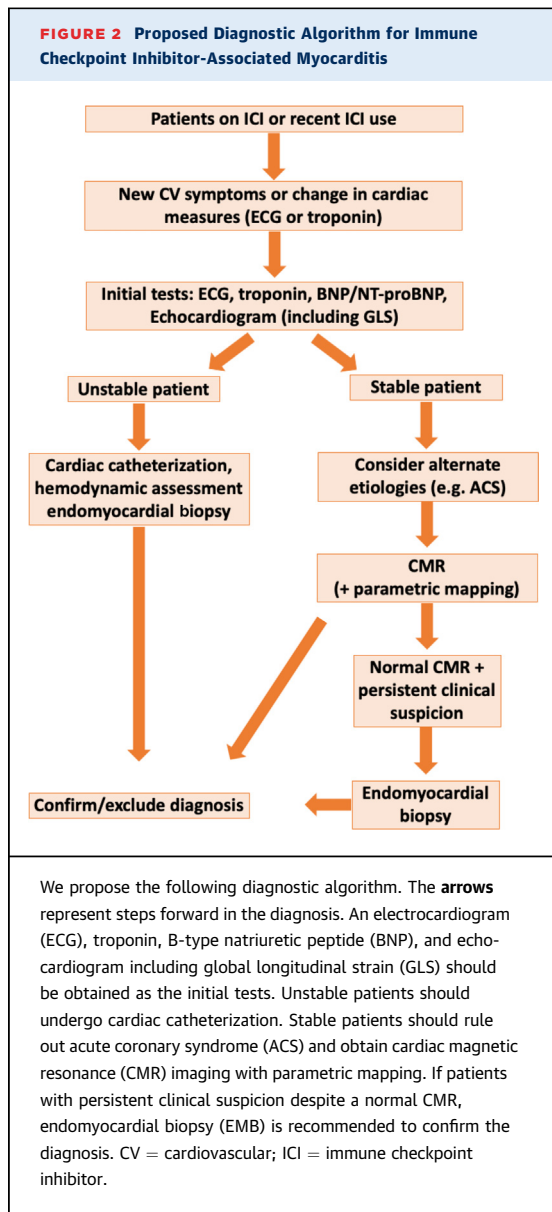 FIGURE 2 Proposed Diagnostic Algorithm for Immune
Checkpoint Inhibitor-Associated Myocarditis
Patients on ICI or recent ICI use
New CV symptoms or change in cardiac
measures (ECG or troponin)
Initial tests: ECG, troponin, BNP/NT-proBNP,
Echocardiogram (including GLS)
Unstable patient
Stable patient
Cardiac catheterization,
hemodynamic assessment
endomyocardial biopsy
Consider alternate
etiologies (e.g. ACS)
CMR
(+ parametric mapping)
Normal CMR +
persistent clinical
suspicion
Endomyocardial
biopsy
Confirm/exclude diagnosis
We propose the following diagnostic algorithm. The arrows
represent steps forward in the diagnosis. An electrocardiogram
(ECG), troponin, B-type natriuretic peptide (BNP), and echo-
cardiogram including global longitudinal strain (GLS) should
be obtained as the initial tests. Unstable patients should
undergo cardiac catheterization. Stable patients should rule
out acute coronary syndrome (ACS) and obtain cardiac magnetic
resonance (CMR) imaging with parametric mapping. If patients
with persistent clinical suspicion despite a normal CMR,
endomyocardial biopsy (EMB) is recommended to confirm the
diagnosis. CV = cardiovascular; ICI = immune checkpoint
inhibitor.